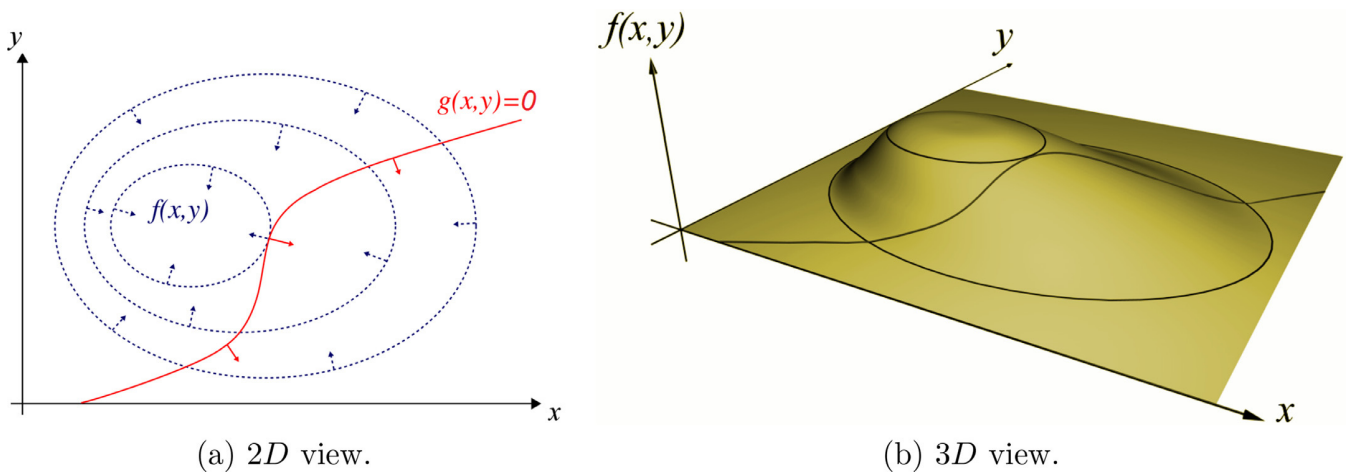 y
g(x,y)=0
f(x,y)
x
(a) 2D view.
f(x,y)
y
x
(b) 3D view.